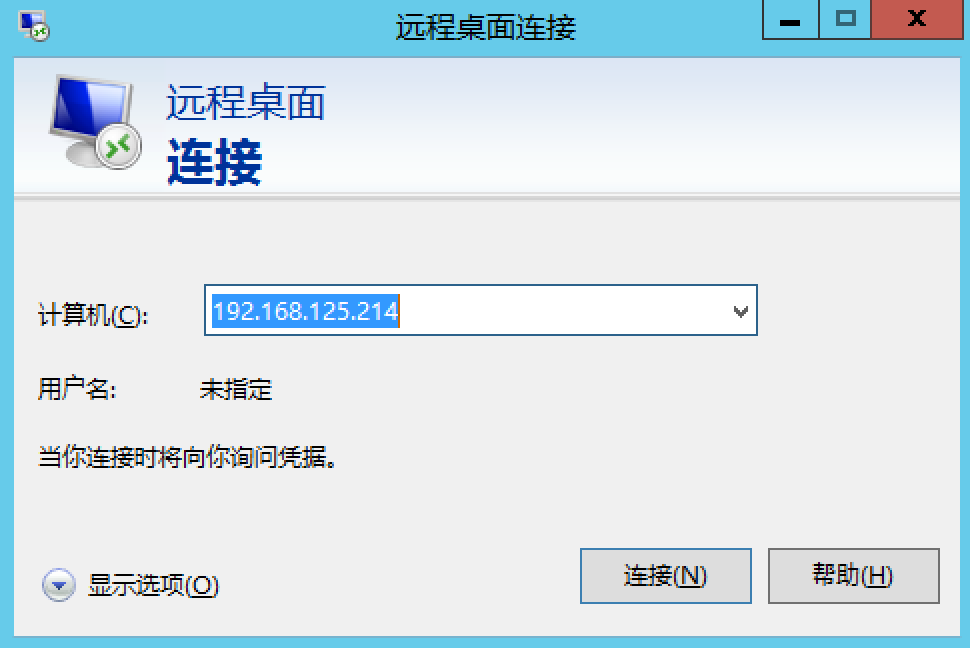 远程桌面连接
远程桌面
连接
计算机(C):
192.168.125.214
用户名:
未指定
当你连接时将向你询问凭据。
显示选项(O)
连接(N)
帮助(H)